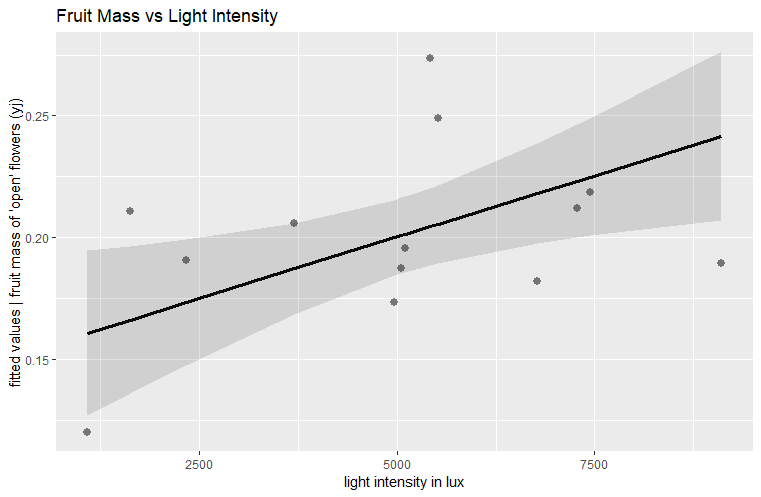 Fruit Mass vs Light Intensity
fitted values | fruit mass of 'open' flowers (yj)
0.25
0.20
0.15
2500
5000
7500
light intensity in lux